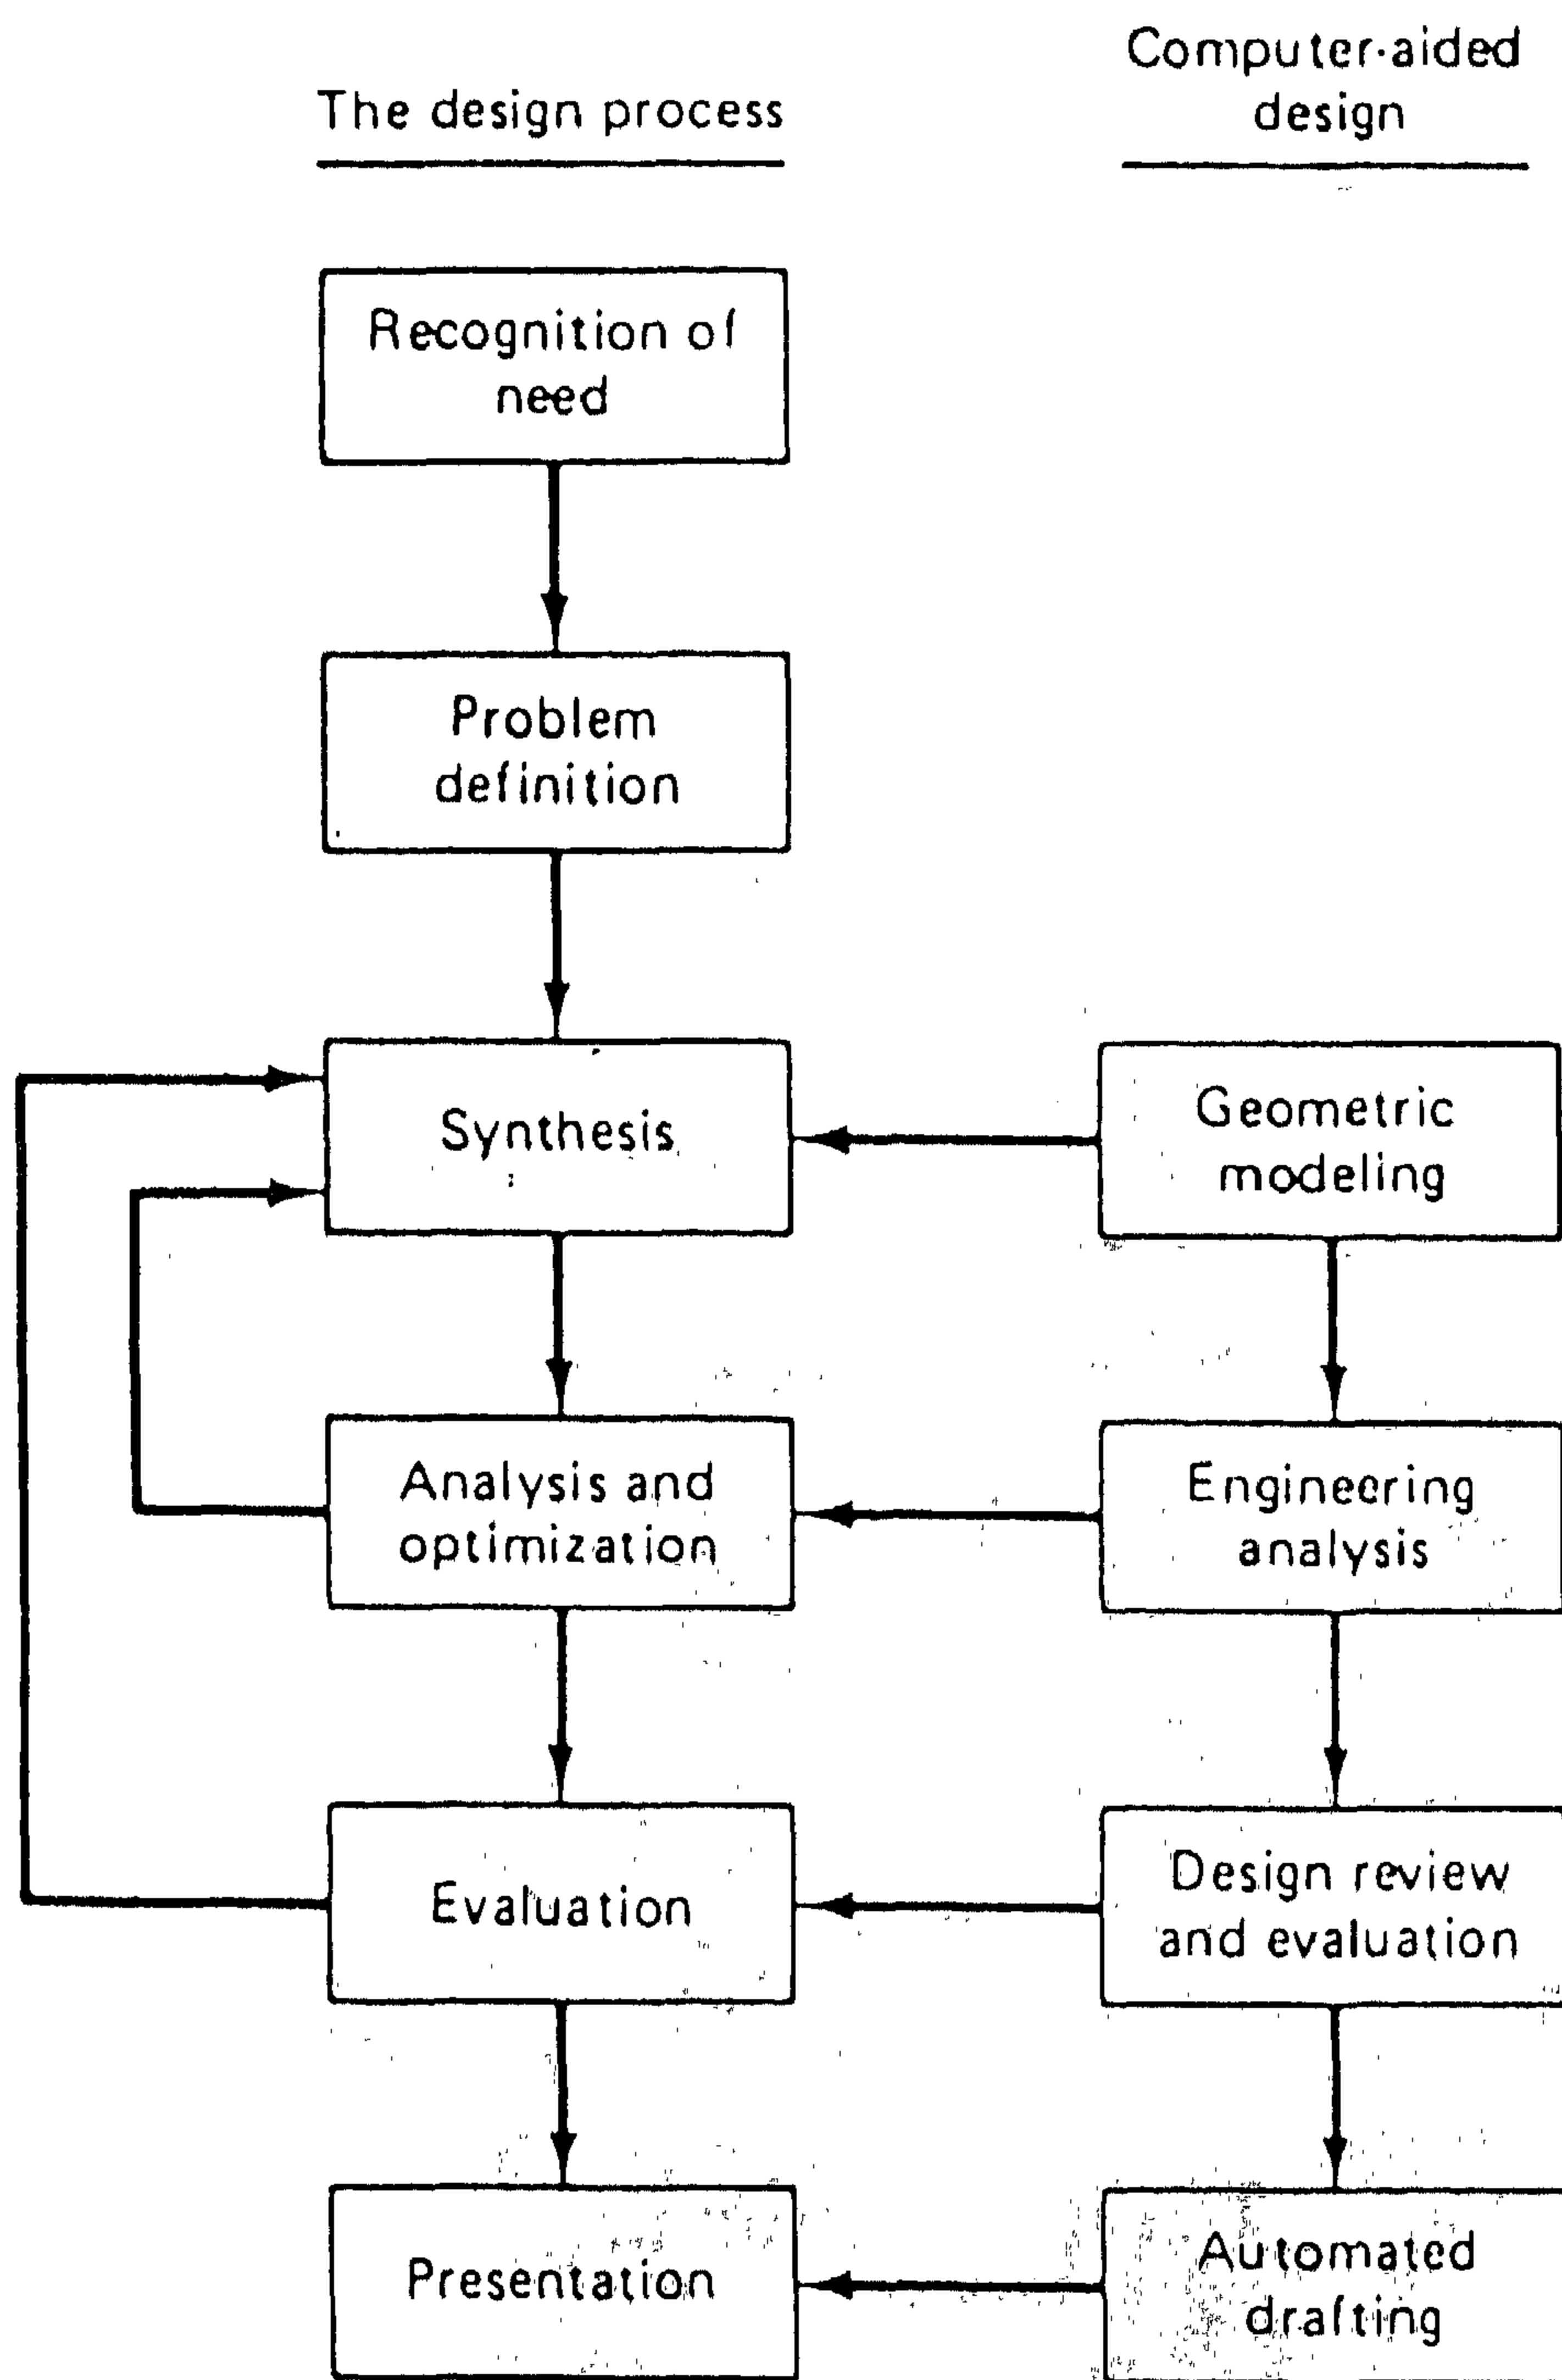 The design process
Computer-aided
design
Recognition of
need
Problem
definition
Synthesis
Geometric
modeling
Analysis and
optimization
Engineering
analysis
Evaluation
Design review
and evaluation
Presentation
Automated
drafting